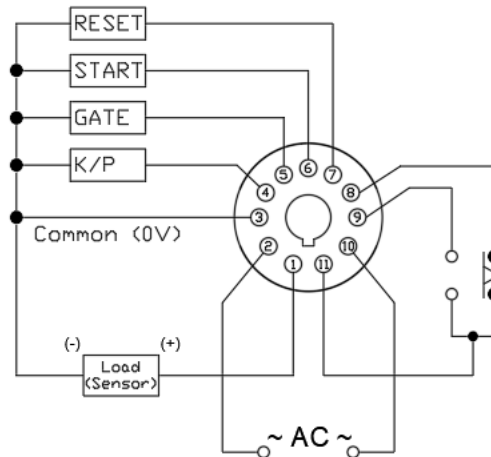 RESET
START
GATE
K/P
Common (0V)
5 6 7
4 8
3 9
2 10
1 11
(-) (+)
Load
(Sensor)
~ AC ~